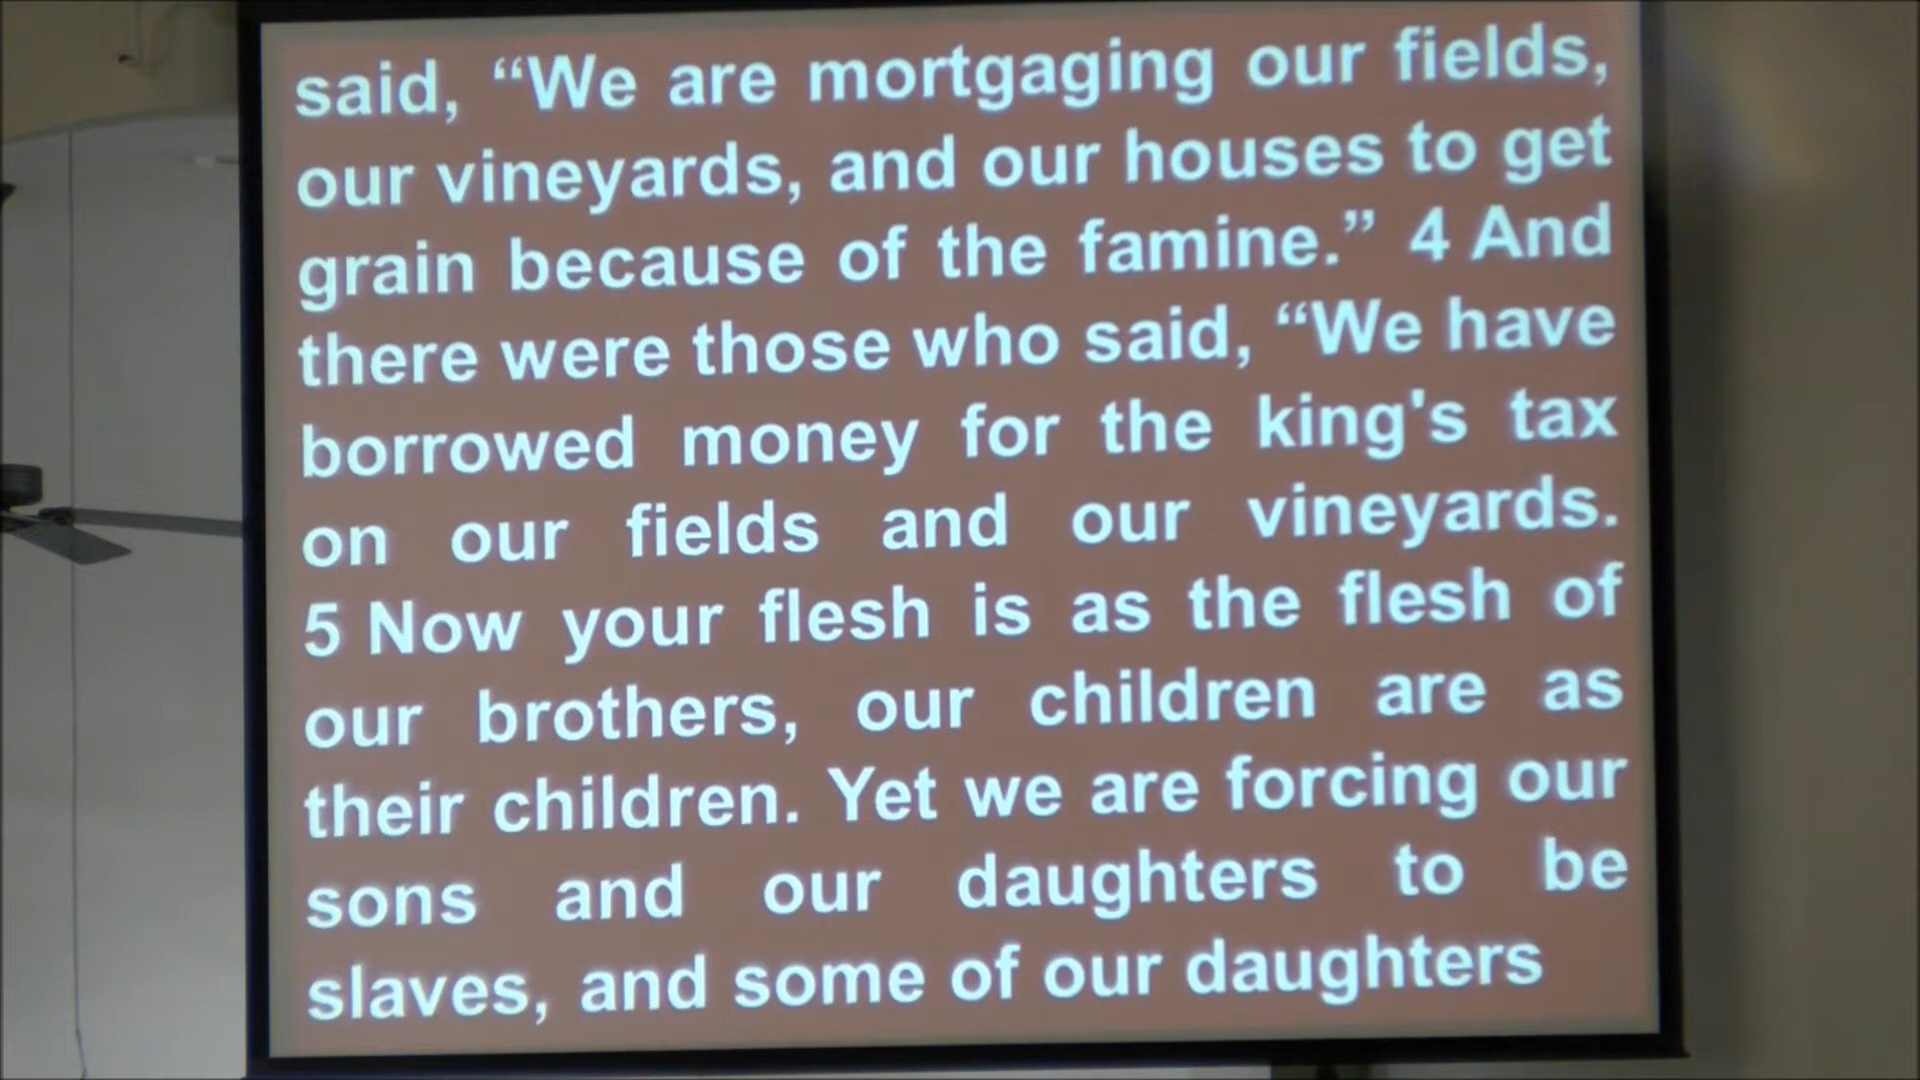 said, “We are mortgaging our fields,
our vineyards, and our houses to get
grain because of the famine.” 4 And
there were those who said, “We have
borrowed money for the king's tax
on our fields and our vineyards.
5 Now your flesh is as the flesh of
our brothers, our children are as
their children. Yet we are forcing our
sons and our daughters to be
slaves, and some of our daughters